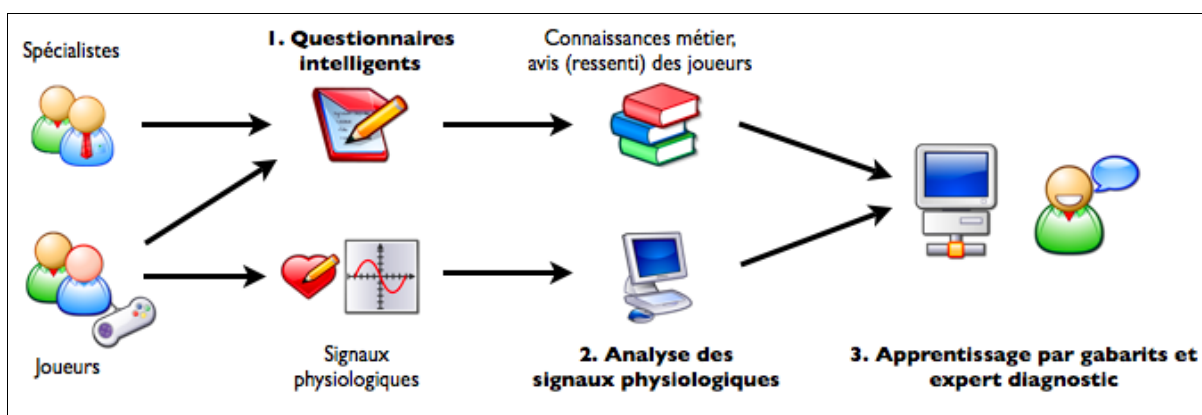 Spécialistes
1. Questionnaires
intelligents
Connaissances métier,
avis (ressenti) des joueurs
Joueurs
Signaux
physiologiques
2. Analyse des
signaux physiologiques
3. Apprentissage par gabarits et
expert diagnostic